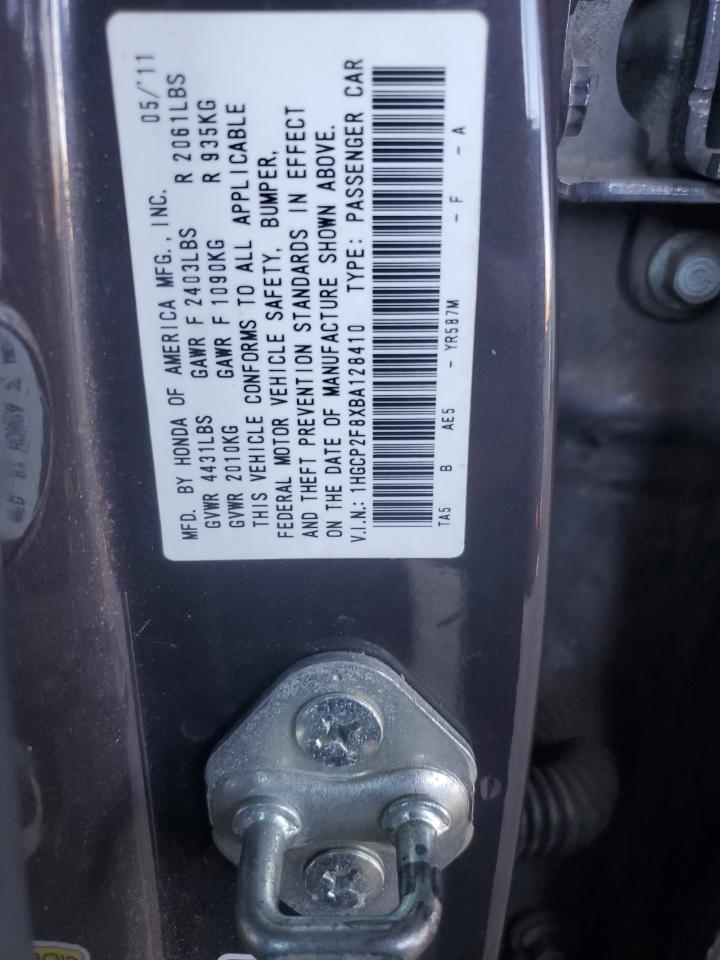 MFD. BY HONDA OF AMERICA MFG., INC. 05/'11
GVWR 4431LBS GAWR F 2403LBS R 2061LBS
GVWR 2010KG GAWR F 1090KG R 935KG
THIS VEHICLE CONFORMS TO ALL APPLICABLE
FEDERAL MOTOR VEHICLE SAFETY, BUMPER,
AND THEFT PREVENTION STANDARDS IN EFFECT
ON THE DATE OF MANUFACTURE SHOWN ABOVE.
V.I.N.: 1HGCP2F8XBA128410 TYPE: PASSENGER CAR
TA5 B AE5 - YR587M - F - A